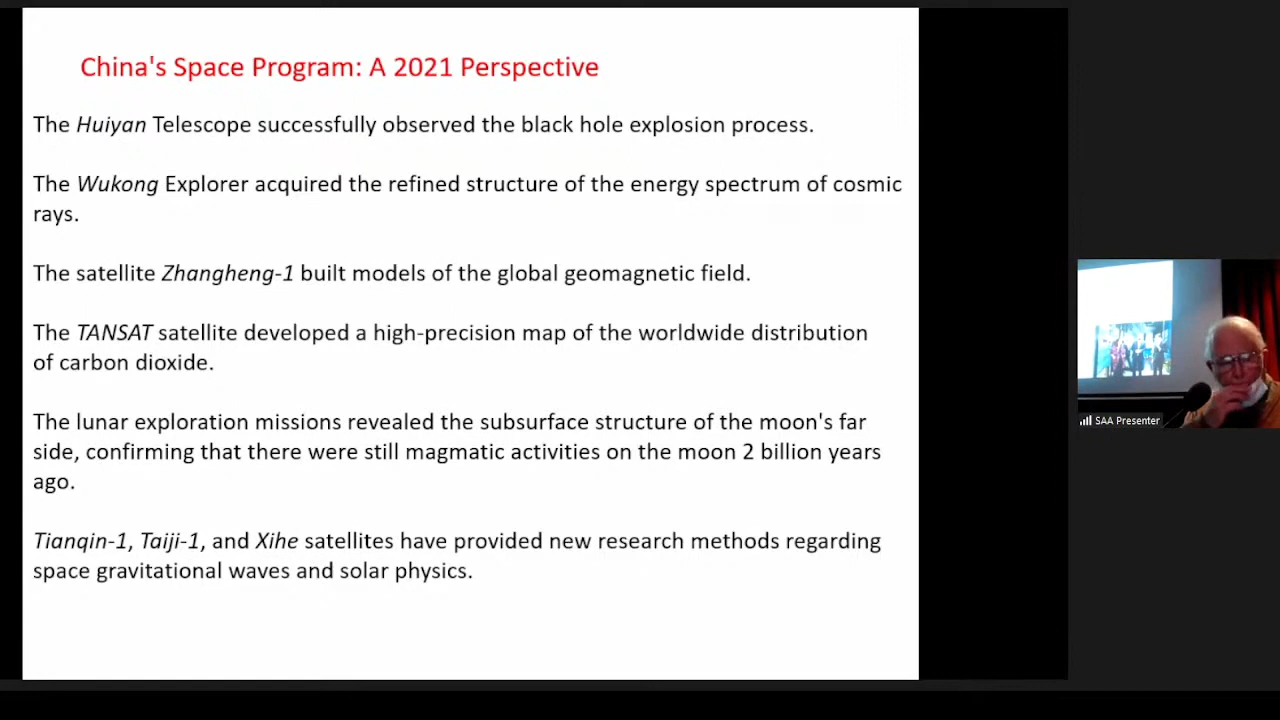 China's Space Program: A 2021 Perspective
The Huiyan Telescope successfully observed the black hole explosion process.
The Wukong Explorer acquired the refined structure of the energy spectrum of cosmic
rays.
The satellite Zhangheng-1 built models of the global geomagnetic field.
The TANSAT satellite developed a high-precision map of the worldwide distribution
of carbon dioxide.
The lunar exploration missions revealed the subsurface structure of the moon's far
side, confirming that there were still magmatic activities on the moon 2 billion years
ago.
Tianqin-1, Taiji-1, and Xihe satellites have provided new research methods regarding
space gravitational waves and solar physics.
SAA Presenter